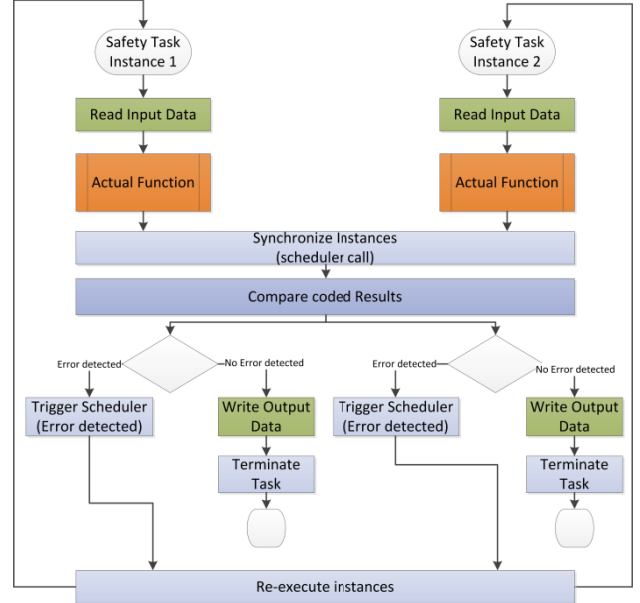 Safety Task
Instance 1
Safety Task
Instance 2
Read Input Data
Read Input Data
Actual Function
Actual Function
Synchronize Instances
(scheduler call)
Compare coded Results
Error detected
No Error detected
Error detected
No Error detected
Trigger Scheduler
(Error detected)
Write Output
Data
Trigger Scheduler
(Error detected)
Write Output
Data
Terminate
Task
Terminate
Task
Re-execute instances